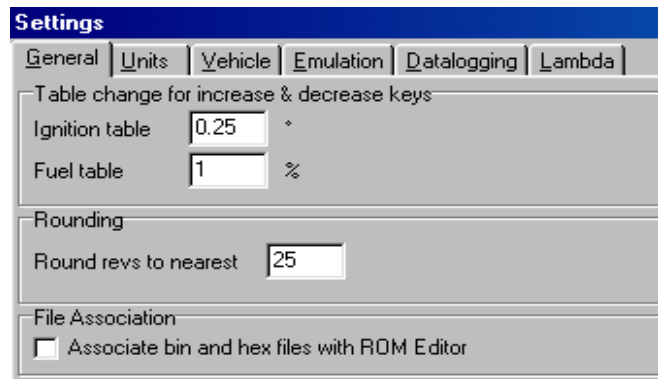 Settings
General Units Vehicle Emulation Datalogging Lambda
Table change for increase & decrease keys
Ignition table 0.25 °
Fuel table 1 %
Rounding
Round revs to nearest 25
File Association
Associate bin and hex files with ROM Editor